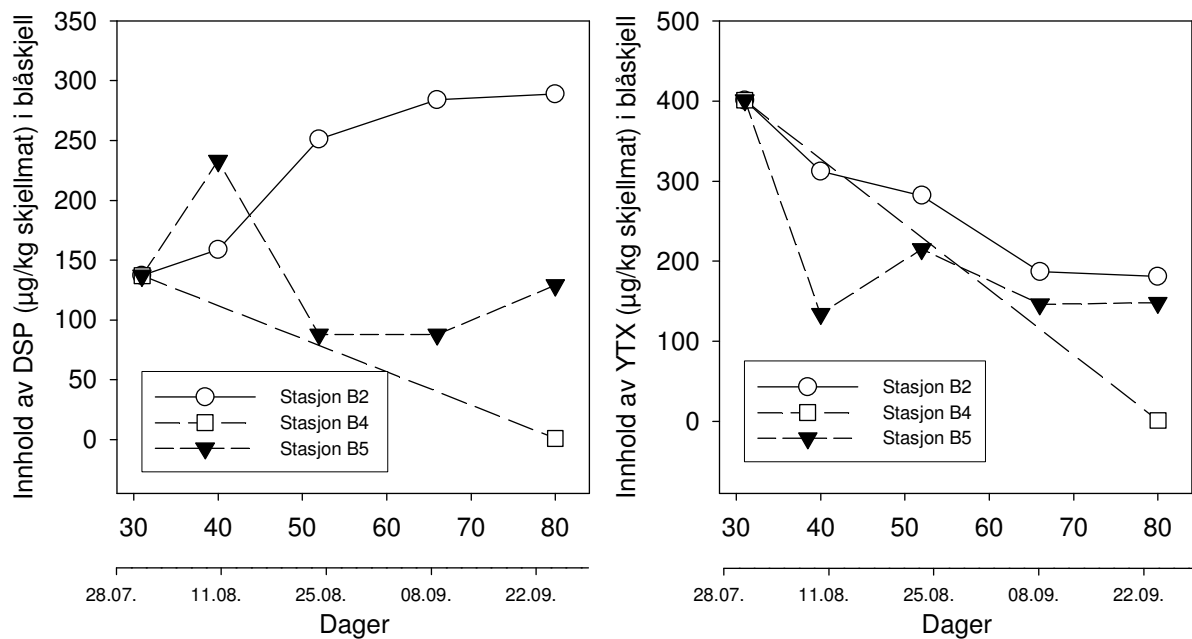 Innhold av DSP (µg/kg skjellmat) i blåskjell
350
300
250
200
150
100
50
0
Stasjon B2
Stasjon B4
Stasjon B5
30 40 50 60 70 80
28.07. 11.08. 25.08. 08.09. 22.09.
Dager
Innhold av YTX (µg/kg skjellmat) i blåskjell
500
400
300
200
100
0
Stasjon B2
Stasjon B4
Stasjon B5
30 40 50 60 70 80
28.07. 11.08. 25.08. 08.09. 22.09.
Dager